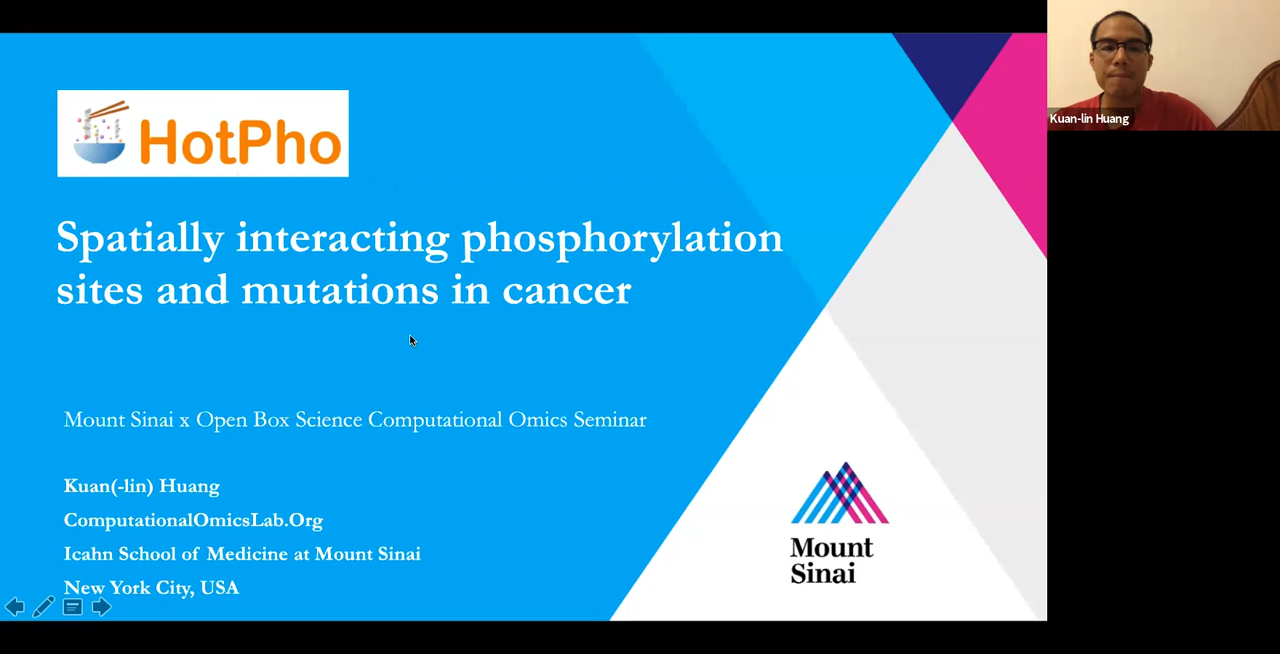 HotPho
Spatially interacting phosphorylation
sites and mutations in cancer
Mount Sinai x Open Box Science Computational Omics Seminar
Kuan(-lin) Huang
ComputationalOmicsLab.Org
Icahn School of Medicine at Mount Sinai
New York City, USA
Mount
Sinai
Kuan-lin Huang